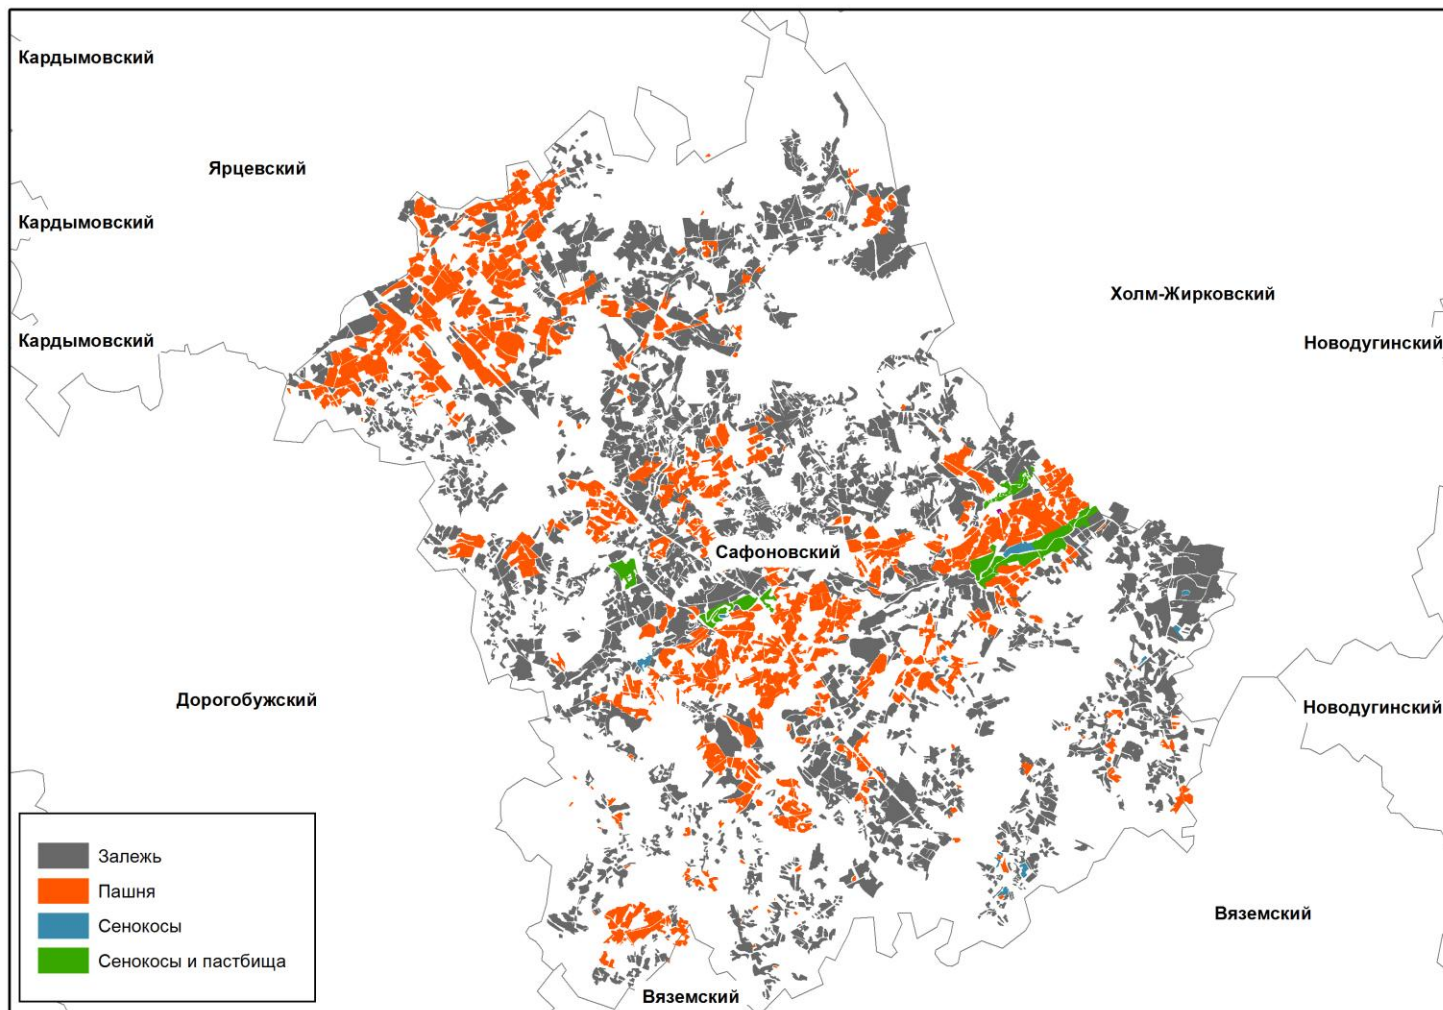 Кардымовский
Ярцевский
Кардымовский
Холм-Жирковский
Кардымовский
Новодугинский
Сафоновский
Дорогобужский
Новодугинский
Залежь
Пашня
Сенокосы
Сенокосы и пастбища
Вяземский
Вяземский